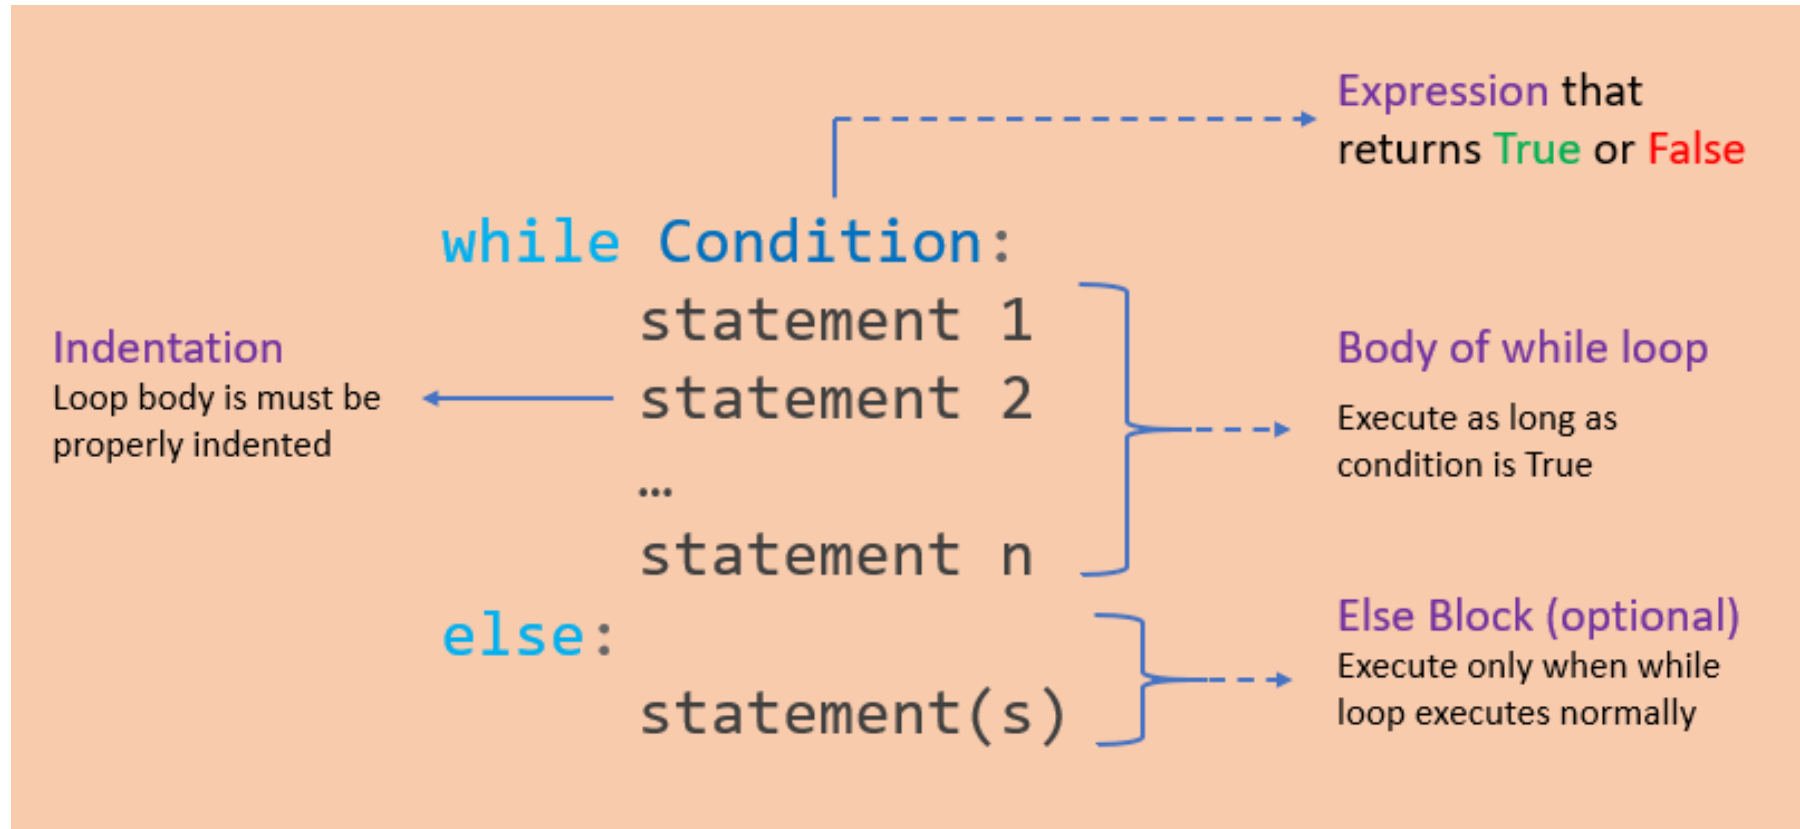 Expression that
returns True or False
while Condition:
statement 1
statement 2
…
statement n
else:
statement(s)
Indentation
Loop body is must be
properly indented
Body of while loop
Execute as long as
condition is True
Else Block (optional)
Execute only when while
loop executes normally